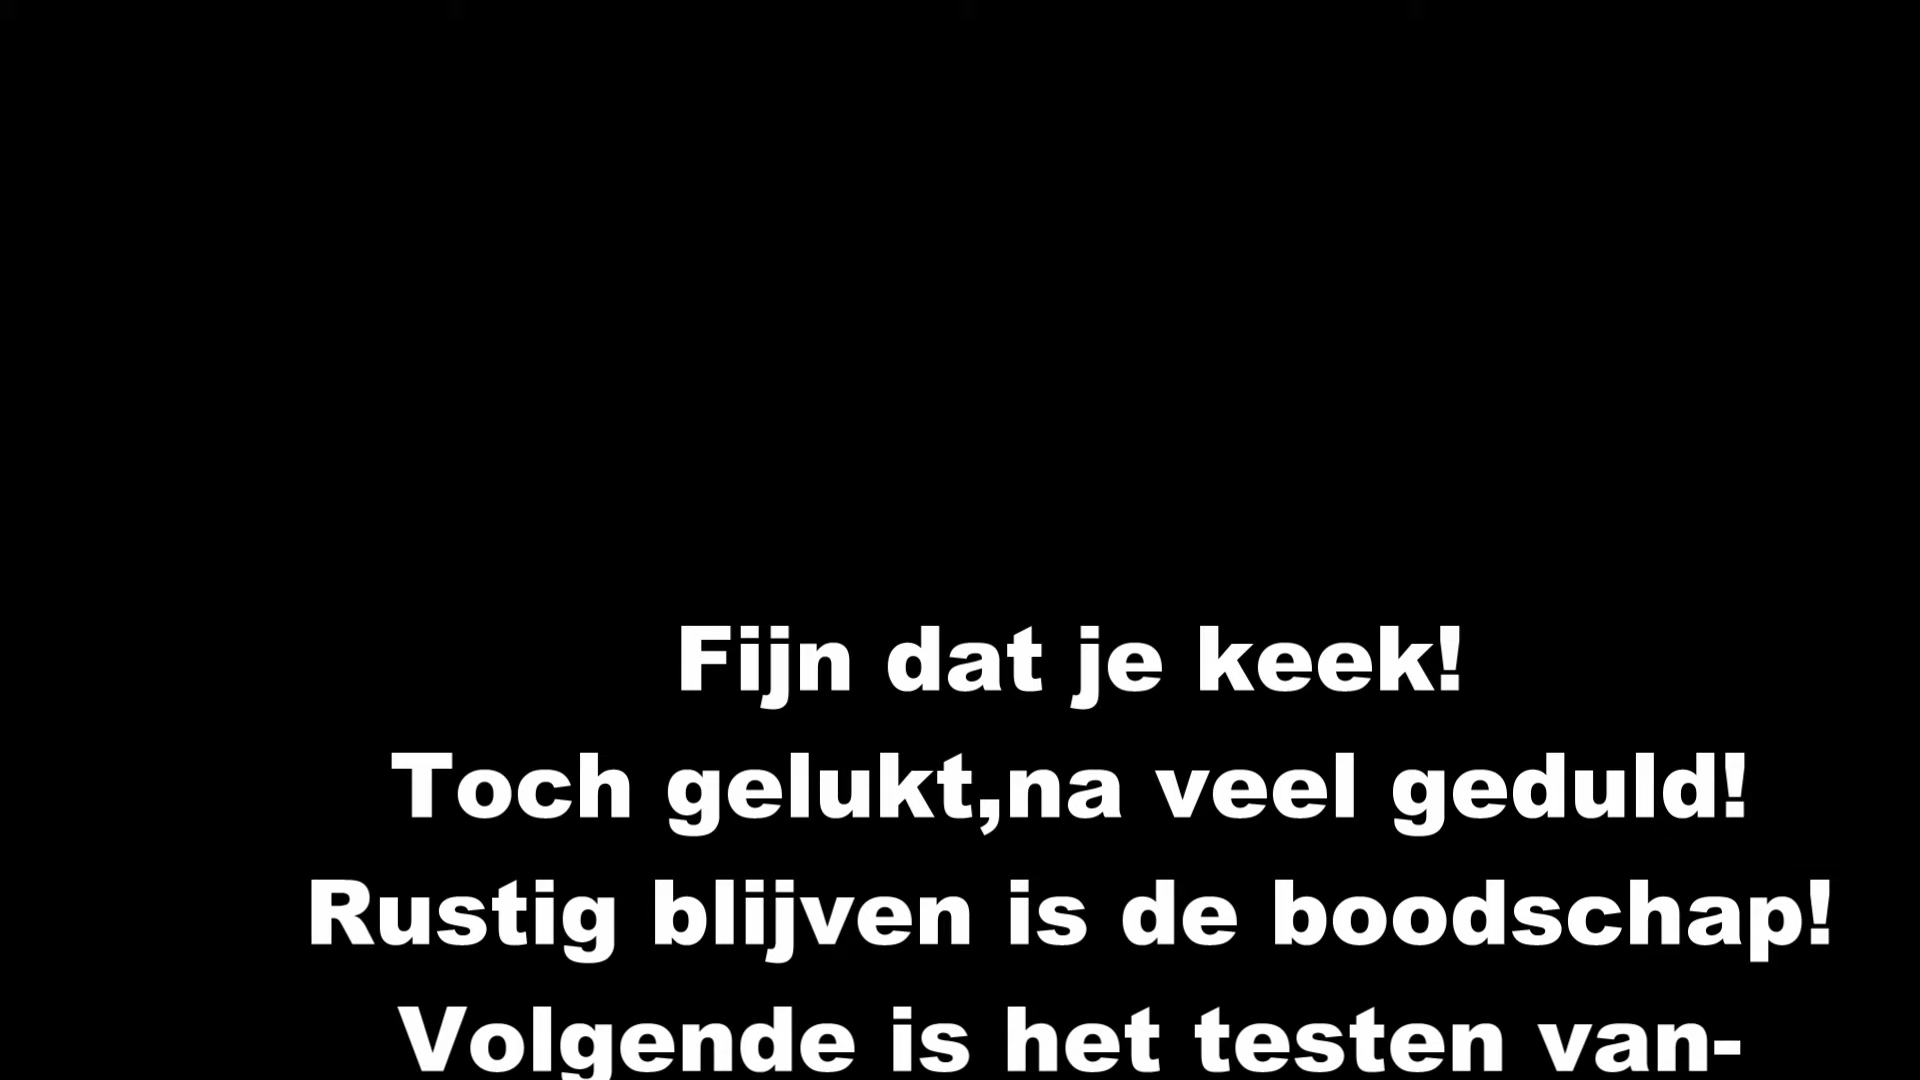 Fijn dat je keek!
Toch gelukt,na veel geduld!
Rustig blijven is de boodschap!
Volgende is het testen van-